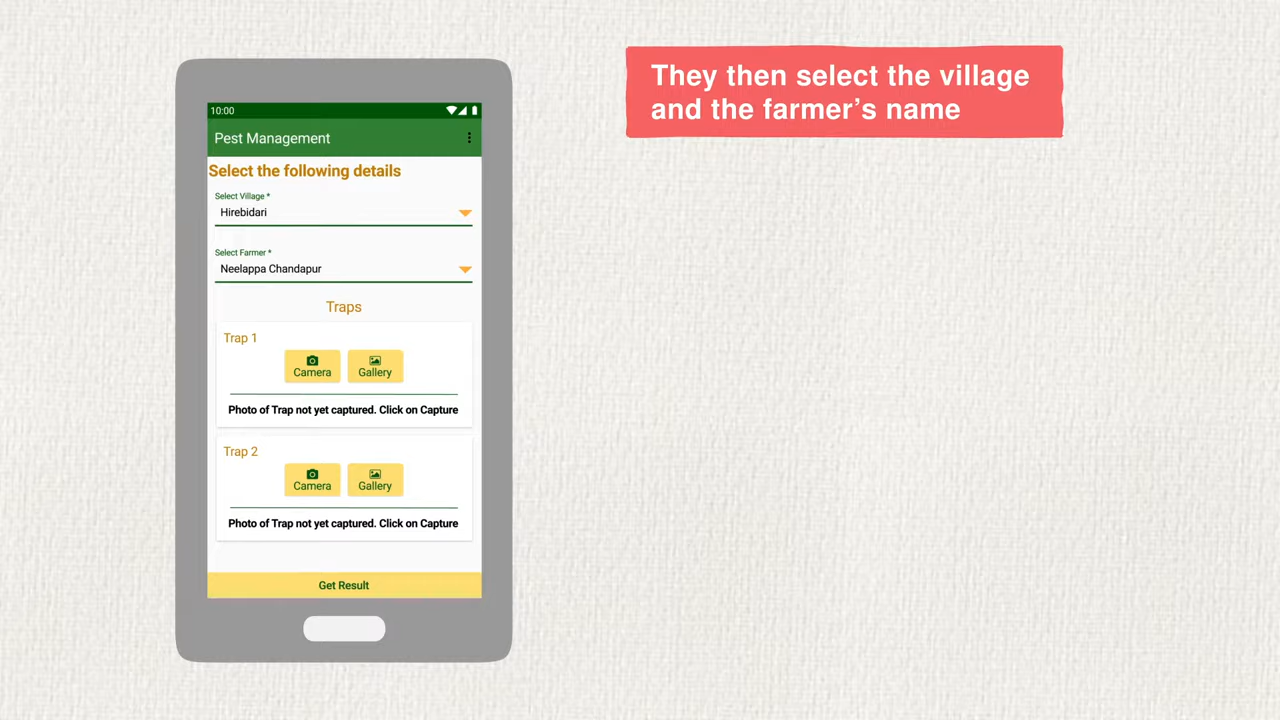 They then select the village
and the farmer’s name
10:00
Pest Management
Select the following details
Select Village *
Hirebidari
Select Farmer *
Neelappa Chandapur
Traps
Trap 1
Camera Gallery
Photo of Trap not yet captured. Click on Capture
Trap 2
Camera Gallery
Photo of Trap not yet captured. Click on Capture
Get Result